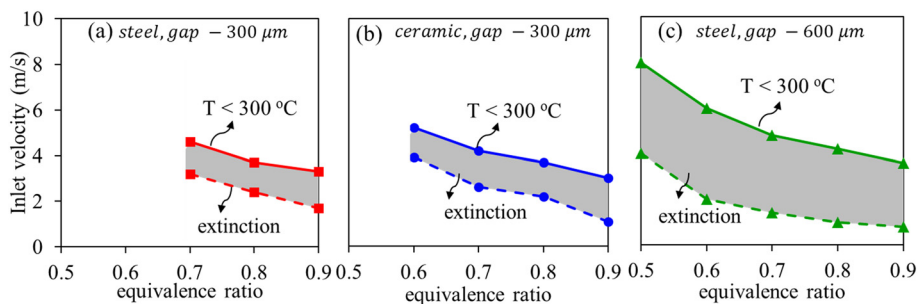 (a) steel, gap − 300 μm
(b) ceramic, gap − 300 μm
(c) steel, gap − 600 μm
Inlet velocity (m/s)
8
6
4
2
0
T < 300 °C
extinction
T < 300 °C
extinction
T < 300 °C
extinction
0.5 0.6 0.7 0.8 0.9
0.5 0.6 0.7 0.8 0.9
0.5 0.6 0.7 0.8 0.9
equivalence ratio
equivalence ratio
equivalence ratio